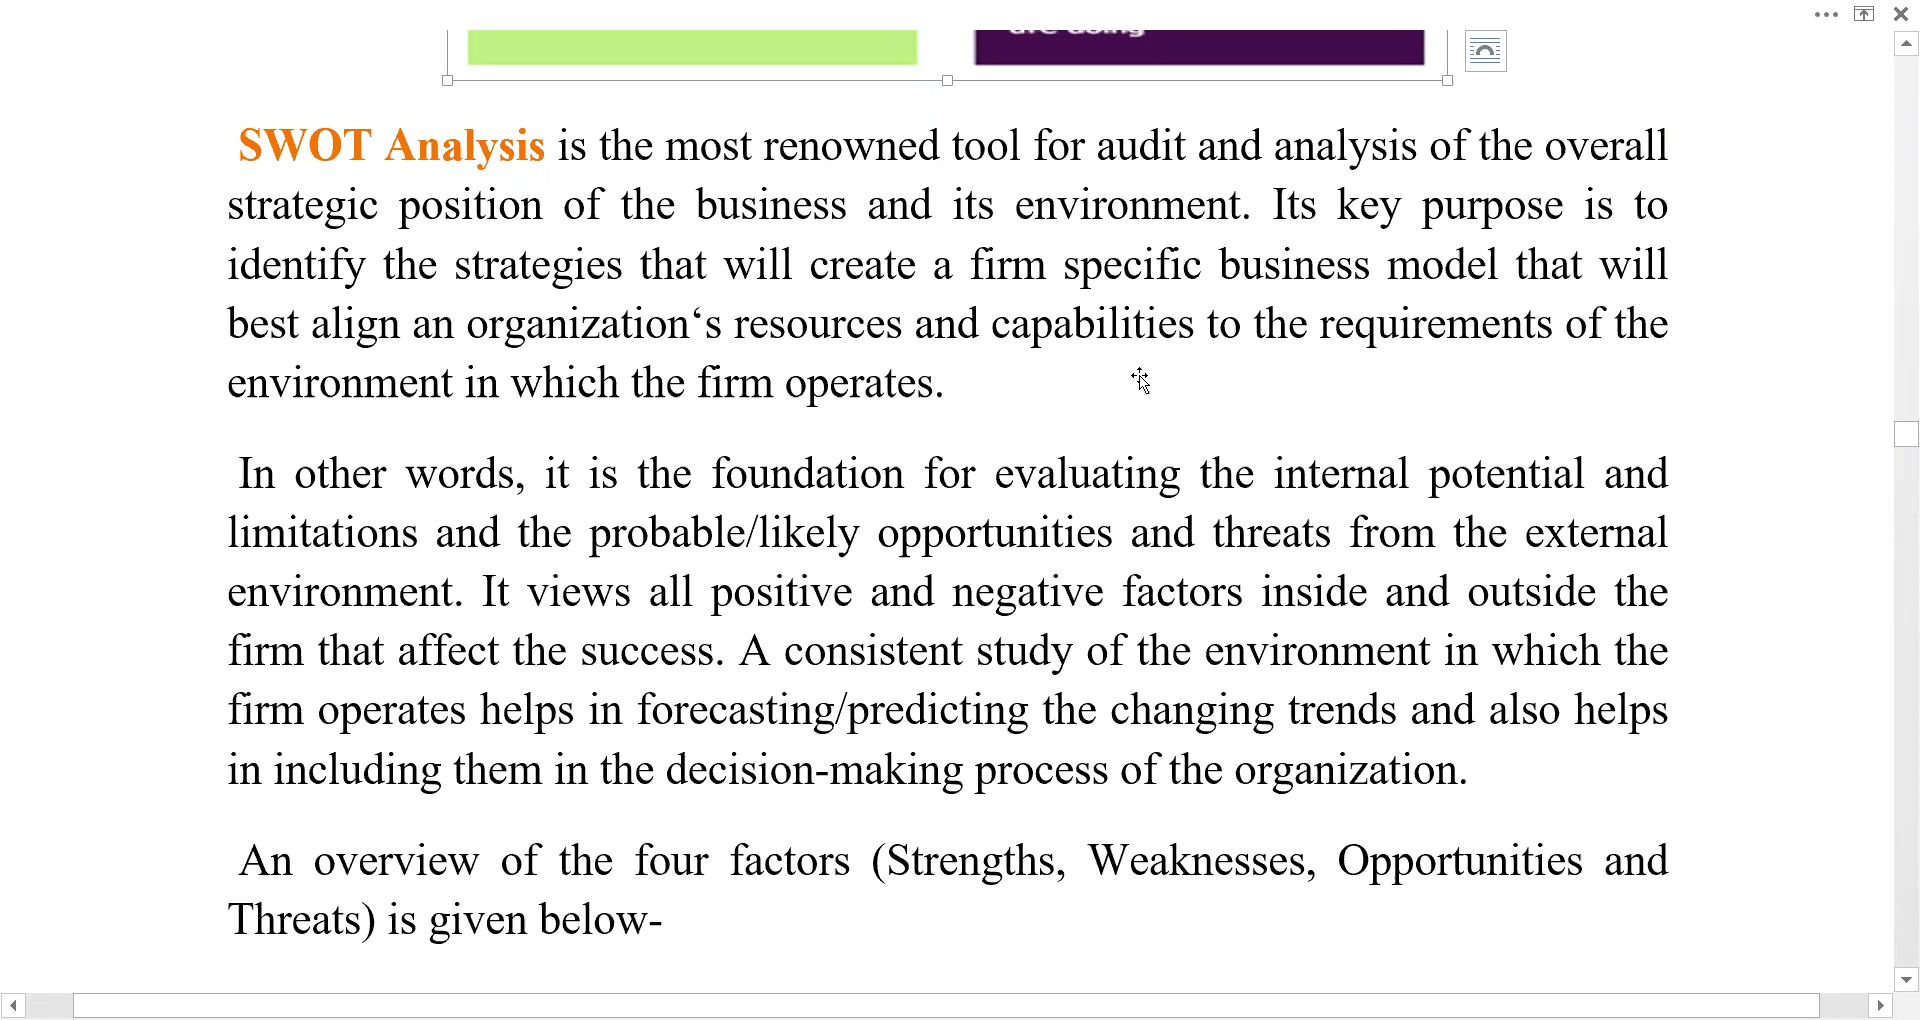 are doing
SWOT Analysis is the most renowned tool for audit and analysis of the overall
strategic position of the business and its environment. Its key purpose is to
identify the strategies that will create a firm specific business model that will
best align an organization‘s resources and capabilities to the requirements of the
environment in which the firm operates.
In other words, it is the foundation for evaluating the internal potential and
limitations and the probable/likely opportunities and threats from the external
environment. It views all positive and negative factors inside and outside the
firm that affect the success. A consistent study of the environment in which the
firm operates helps in forecasting/predicting the changing trends and also helps
in including them in the decision-making process of the organization.
An overview of the four factors (Strengths, Weaknesses, Opportunities and
Threats) is given below-